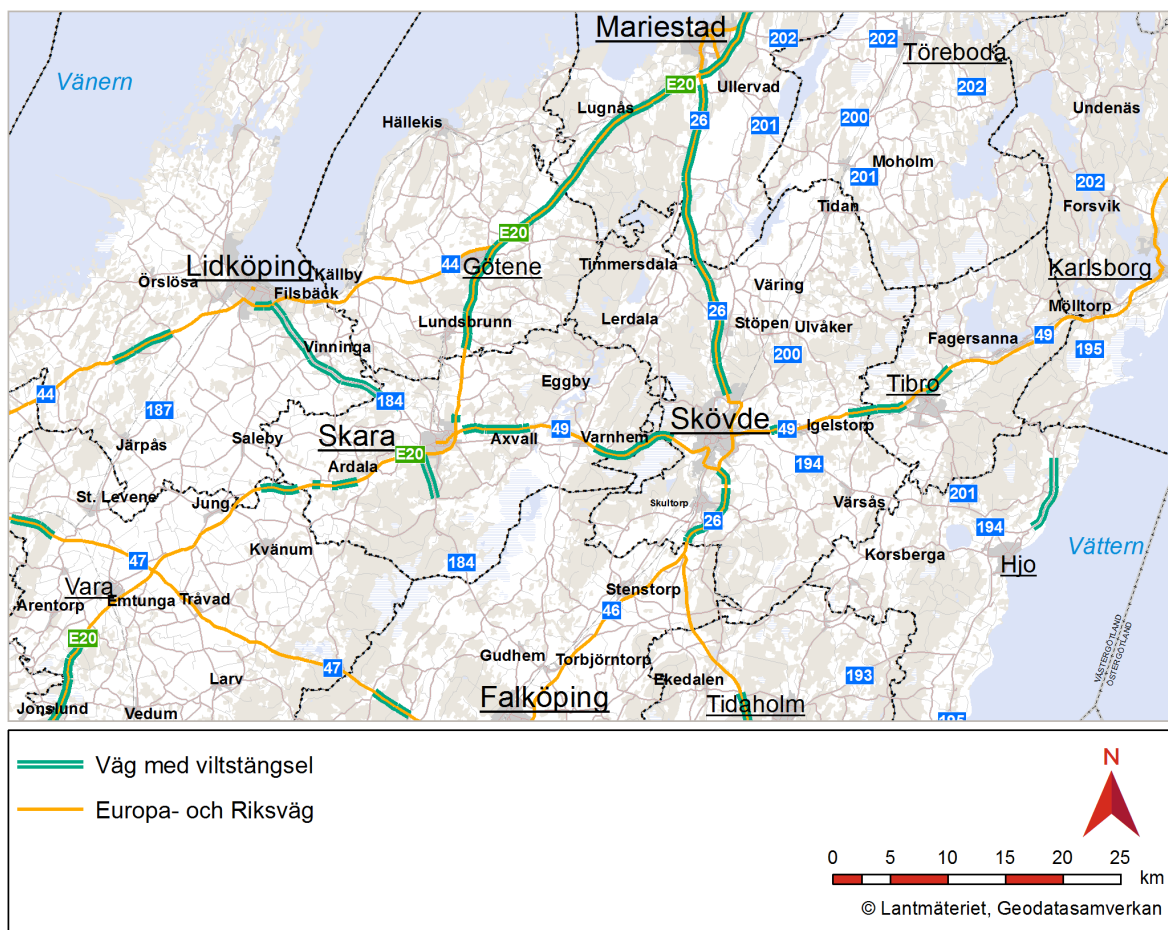 Mariestad
202
202
Töreboda
Vänern
E20
Ullervad
202
Lugnås
Undenäs
Hällekis
26
201
200
Moholm
201
202
Tidan
Forsvik
E20
44
Götene
Timmersdala
Karlsborg
Lidköping
Källby
Örslösa
Filsbäck
Väring
Mölltorp
26
Lundsbrunn
Lerdala
Stöpen
Ulvåker
Fagersanna
49
Vinninga
200
195
Eggby
Tibro
44
184
187
Skövde
Skara
49
Varnhem
49
Igelstorp
Järpås
Saleby
Axvall
E20
Ardala
194
St. Levene
Jung
Skultorp
Värsås
201
26
194
Kvänum
Vättern
47
184
Korsberga
Hjo
Vara
Stenstorp
Arentorp
Emtunga
Tråvad
46
E20
VÄSTERGÖTLAND
ÖSTERGÖTLAND
Gudhem
Torbjörntorp
47
Larv
Ekedalen
193
Falköping
Tidaholm
Jonslund
Vedum
195
Väg med viltstängsel
N
Europa- och Riksväg
0 5 10 15 20 25
km
© Lantmäteriet, Geodatasamverkan